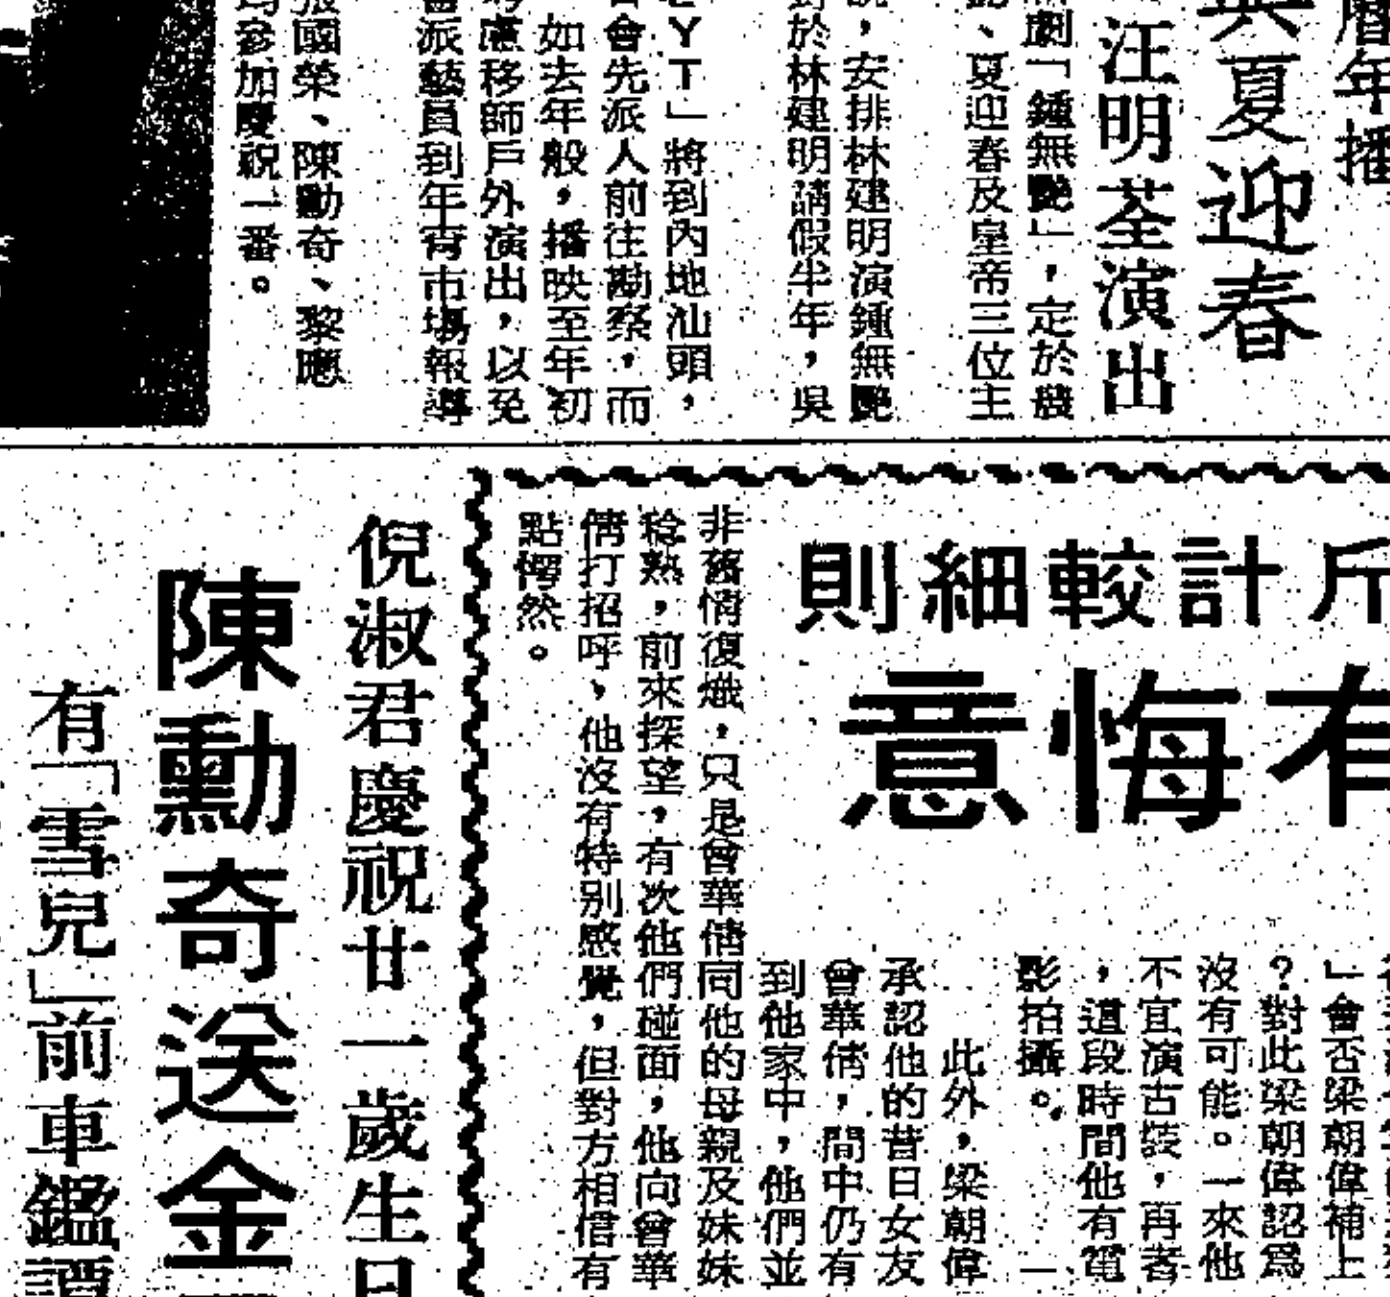 曆年播
與夏迎春
汪明荃演出
劇「鍾無艷」，定於農
、夏迎春及皇帝三位主
，安排林建明演鍾無艷
對於林建明請假半年，吳
ＹＴ」將到內地汕頭，
會先派人前往勘察，而
如去年般，播映至年初
考慮移師戶外演出，以免
派藝員到年宵市場報導
張國榮、陳勳奇、黎應
均參加慶祝一番。
斤計較細則
有悔意
」會否梁朝偉補上
？對此梁朝偉認爲
沒有可能。一來他
不宜演古裝，再者
，這段時間他有電
影拍攝。
此外，梁朝偉
承認他的昔日女友
曾華倩，間中仍有
到他家中，他們並
非舊情復熾，只是曾華倩同他的母親及妹妹
稔熟，前來探望，有次他們碰面，他向曾華
倩打招呼，他沒有特別感覺，但對方相信有
點愕然。
倪淑君慶祝廿一歲生日
陳勳奇送金
有「雪兒」前車鑑